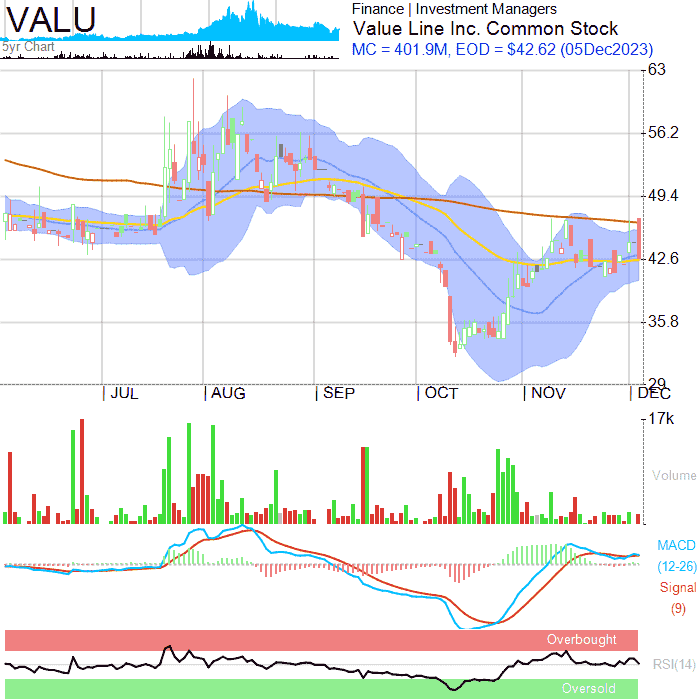 VALU
5yr Chart
Finance | Investment Managers
Value Line Inc. Common Stock
MC = 401.9M, EOD = $42.62 (05Dec2023)
63
56.2
49.4
42.6
35.8
29
JUL
AUG
SEP
OCT
NOV
DEC
17k
Volume
MACD
(12-26)
Signal
(9)
Overbought
RSI(14)
Oversold